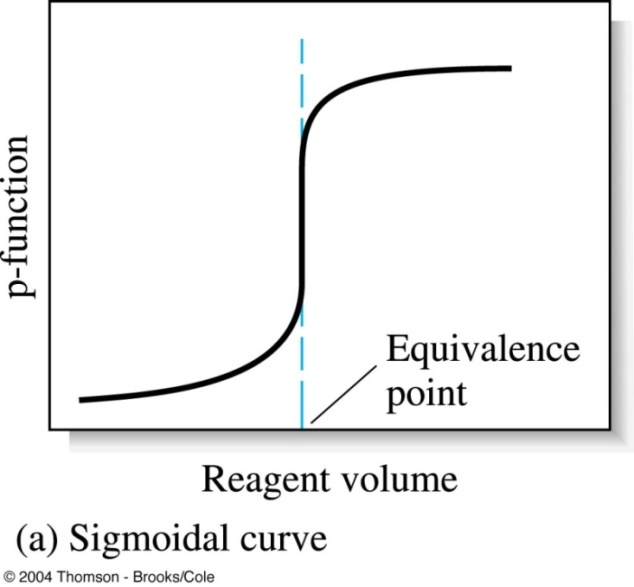 p-function
Equivalence
point
Reagent volume
(a) Sigmoidal curve
© 2004 Thomson - Brooks/Cole